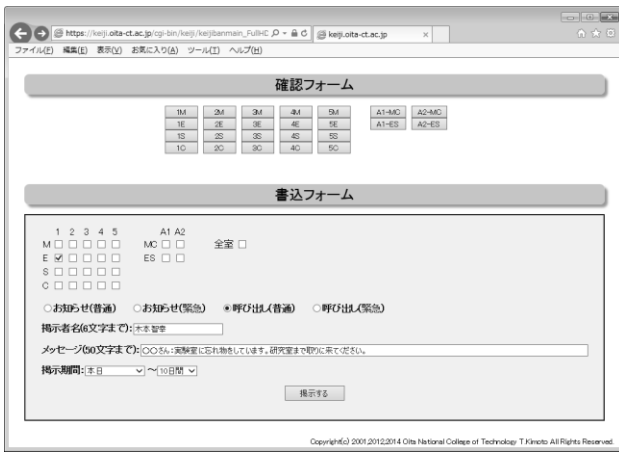 https://keiji.oita-ct.ac.jp/cgi-bin/keiji/keijibanmain_FullHD
keiji.oita-ct.ac.jp
ファイル(F) 編集(E) 表示(V) お気に入り(A) ツール(T) ヘルプ(H)
確認フォーム
1M 2M 3M 4M 5M A1-MC A2-MC
1E 2E 3E 4E 5E A1-ES A2-ES
1S 2S 3S 4S 5S
1C 2C 3C 4C 5C
書込フォーム
1 2 3 4 5 A1 A2
M MC 全室
E ES
S
C
お知らせ(普通) お知らせ(緊急) 呼び出し(普通) 呼び出し(緊急)
掲示者名(6文字まで): 木本智幸
メッセージ(50文字まで): 〇〇さん:実験室に忘れ物をしています。研究室まで取りに来てください。
掲示期間: 本日 ～ 10日間
掲示する
Copyright(c) 2001,2012,2014 Oita National College of Technology T.Kimoto All Rights Reserved.